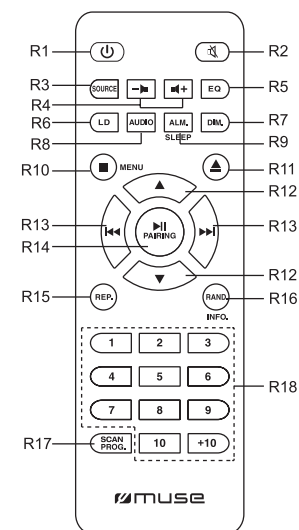 R1
R2
R3 SOURCE EQ R5
R4
R6 LD AUDIO ALM. DIM. R7
R8 SLEEP R9
R10 MENU R11
R12
R13 R13
PAIRING
R14
R12
R15 REP. RAND. R16
INFO.
1 2 3
4 5 6
R18
7 8 9
R17 SCAN PROG. 10 +10
muse